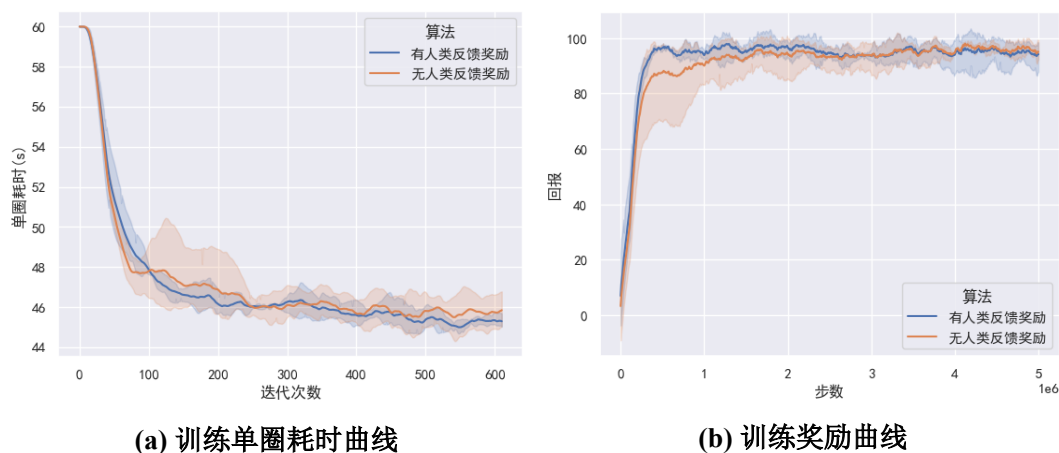 60
58
56
54
52
50
48
46
44
单圈耗时(s)
算法
有人类反馈奖励
无人类反馈奖励
0 100 200 300 400 500 600
迭代次数
(a) 训练单圈耗时曲线
100
80
60
40
20
0
回报
算法
有人类反馈奖励
无人类反馈奖励
0 1 2 3 4 5
1e6
步数
(b) 训练奖励曲线